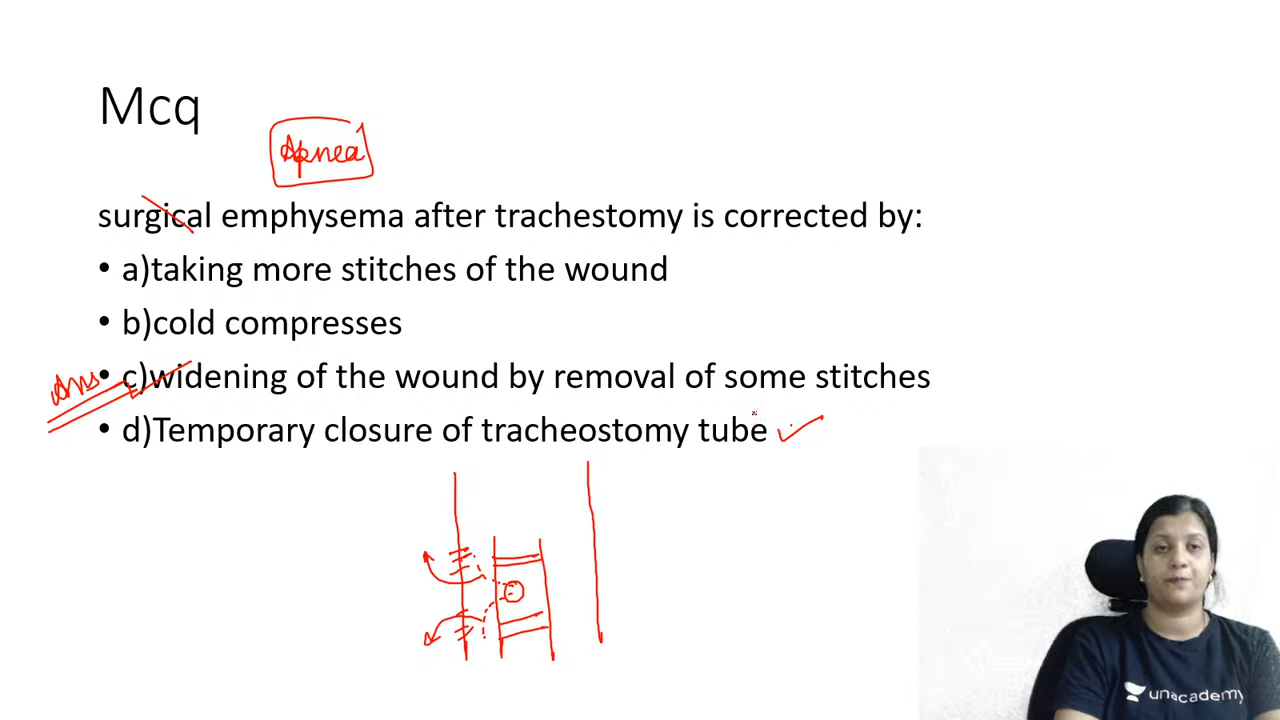 Mcq
Apnea
surgical emphysema after trachestomy is corrected by:
• a)taking more stitches of the wound
• b)cold compresses
Ans • c)widening of the wound by removal of some stitches
• d)Temporary closure of tracheostomy tube
unacademy